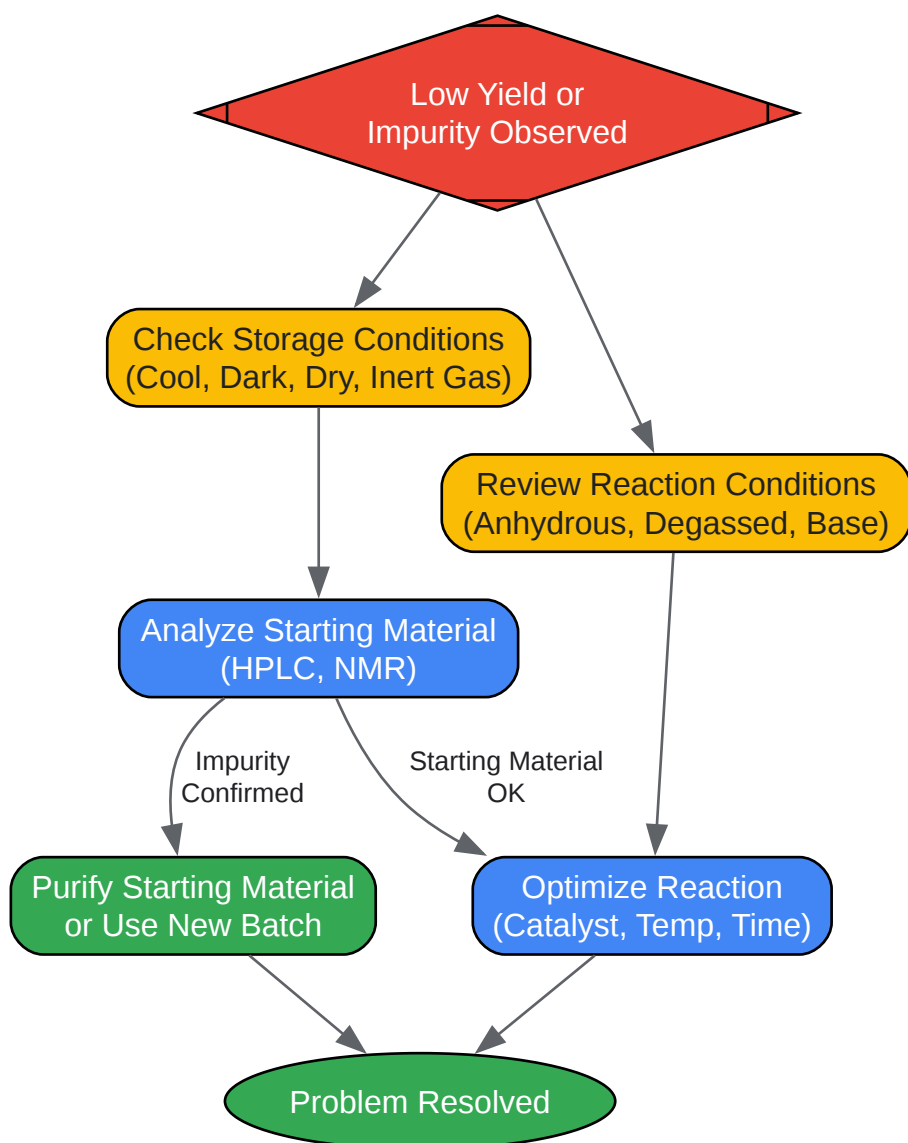 Low Yield or
Impurity Observed
Check Storage Conditions
(Cool, Dark, Dry, Inert Gas)
Review Reaction Conditions
(Anhydrous, Degassed, Base)
Analyze Starting Material
(HPLC, NMR)
Impurity
Confirmed
Starting Material
OK
Purify Starting Material
or Use New Batch
Optimize Reaction
(Catalyst, Temp, Time)
Problem Resolved